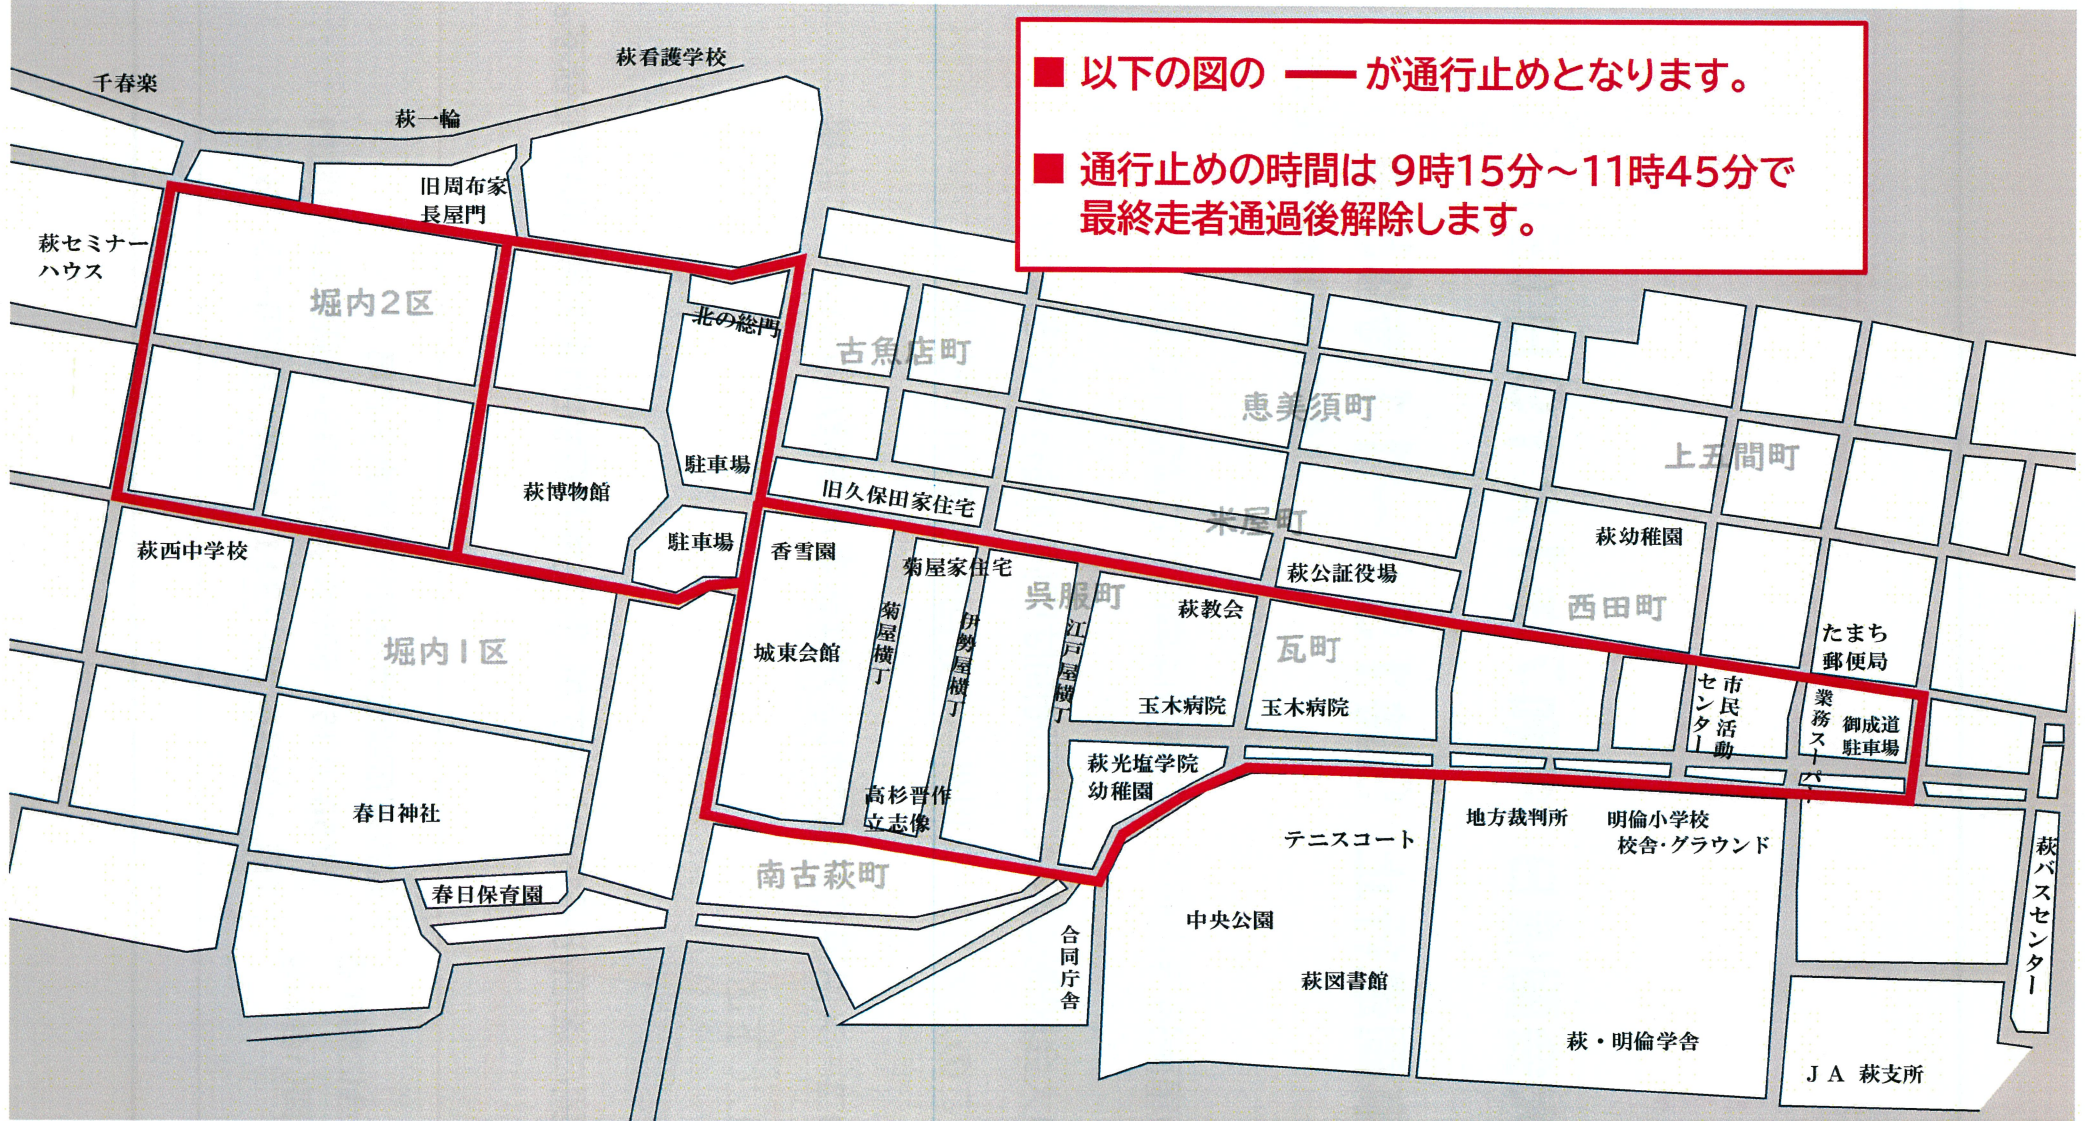 ■ 以下の図の ━━ が通行止めとなります。
■ 通行止めの時間は 9時15分～11時45分で
最終走者通過後解除します。
千春楽
萩看護学校
萩一輪
旧周布家
長屋門
萩セミナー
ハウス
堀内2区
北の総門
古魚店町
恵美須町
上五間町
駐車場
萩博物館
旧久保田家住宅
米屋町
萩幼稚園
萩西中学校
駐車場
香雪園
菊屋家住宅
萩公証役場
呉服町
萩教会
西田町
菊屋横丁
伊勢屋横丁
江戸屋横丁
瓦町
たまち
郵便局
堀内1区
城東会館
玉木病院
玉木病院
市民活動
センター
業務スーパー
御成道
駐車場
萩光塩学院
幼稚園
高杉晋作
立志像
春日神社
地方裁判所
明倫小学校
校舎・グラウンド
テニスコート
萩バスセンター
南古萩町
春日保育園
中央公園
合同庁舎
萩図書館
萩・明倫学舎
JA 萩支所